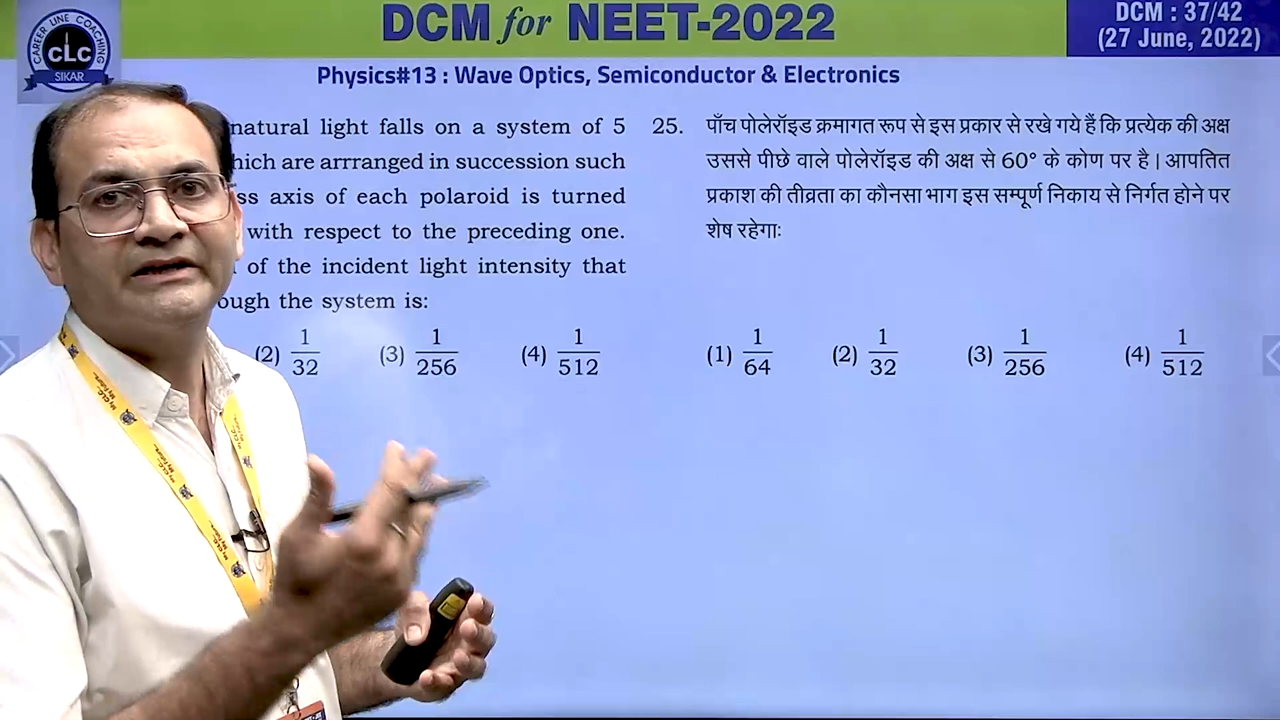 DCM for NEET-2022
DCM : 37/42
(27 June, 2022)
CAREER LINE COACHING
CLC
SIKAR
Physics#13 : Wave Optics, Semiconductor & Electronics
natural light falls on a system of 5
hich are arrranged in succession such
ss axis of each polaroid is turned
with respect to the preceding one.
of the incident light intensity that
ough the system is:
(2) 1/32 (3) 1/256 (4) 1/512
25. पाँच पोलेरॉइड क्रमागत रूप से इस प्रकार से रखे गये हैं कि प्रत्येक की अक्ष
उससे पीछे वाले पोलेरॉइड की अक्ष से 60° के कोण पर है। आपतित
प्रकाश की तीव्रता का कौनसा भाग इस सम्पूर्ण निकाय से निर्गत होने पर
शेष रहेगाः
(1) 1/64 (2) 1/32 (3) 1/256 (4) 1/512